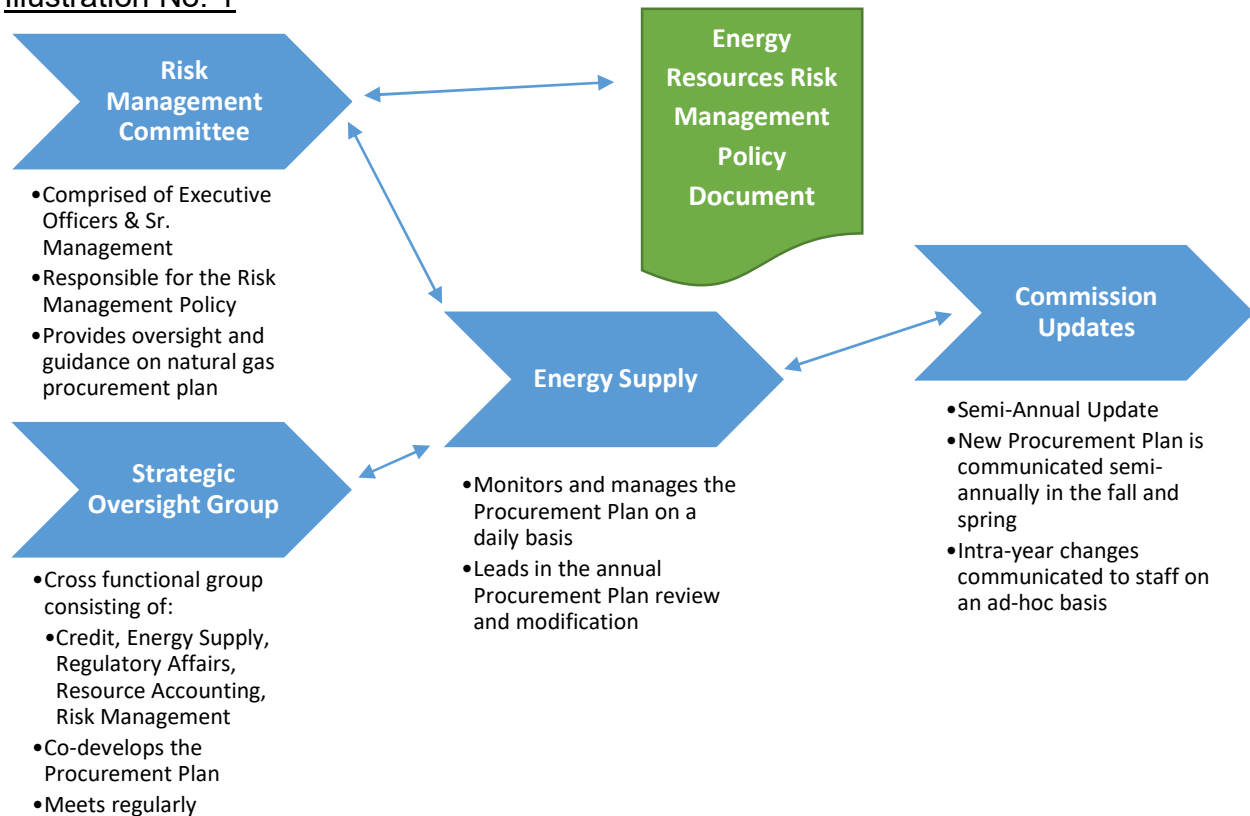 Illustration No. 1
Risk
Management
Committee
•Comprised of Executive
Officers & Sr.
Management
•Responsible for the Risk
Management Policy
•Provides oversight and
guidance on natural gas
procurement plan
Energy
Resources Risk
Management
Policy
Document
Strategic
Oversight Group
•Cross functional group
consisting of:
•Credit, Energy Supply,
Regulatory Affairs,
Resource Accounting,
Risk Management
•Co-develops the
Procurement Plan
•Meets regularly
Energy Supply
•Monitors and manages the
Procurement Plan on a
daily basis
•Leads in the annual
Procurement Plan review
and modification
Commission
Updates
•Semi-Annual Update
•New Procurement Plan is
communicated semi-
annually in the fall and
spring
•Intra-year changes
communicated to staff on
an ad-hoc basis